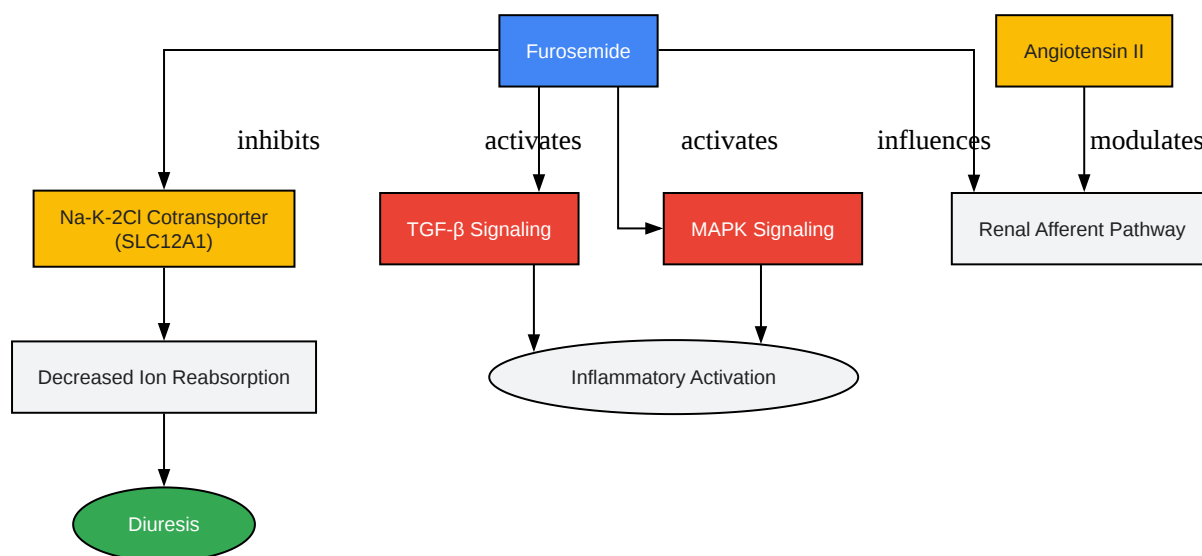 Furosemide
Angiotensin II
inhibits
activates
activates
influences
modulates
Na-K-2Cl Cotransporter
(SLC12A1)
TGF-β Signaling
MAPK Signaling
Renal Afferent Pathway
Decreased Ion Reabsorption
Inflammatory Activation
Diuresis